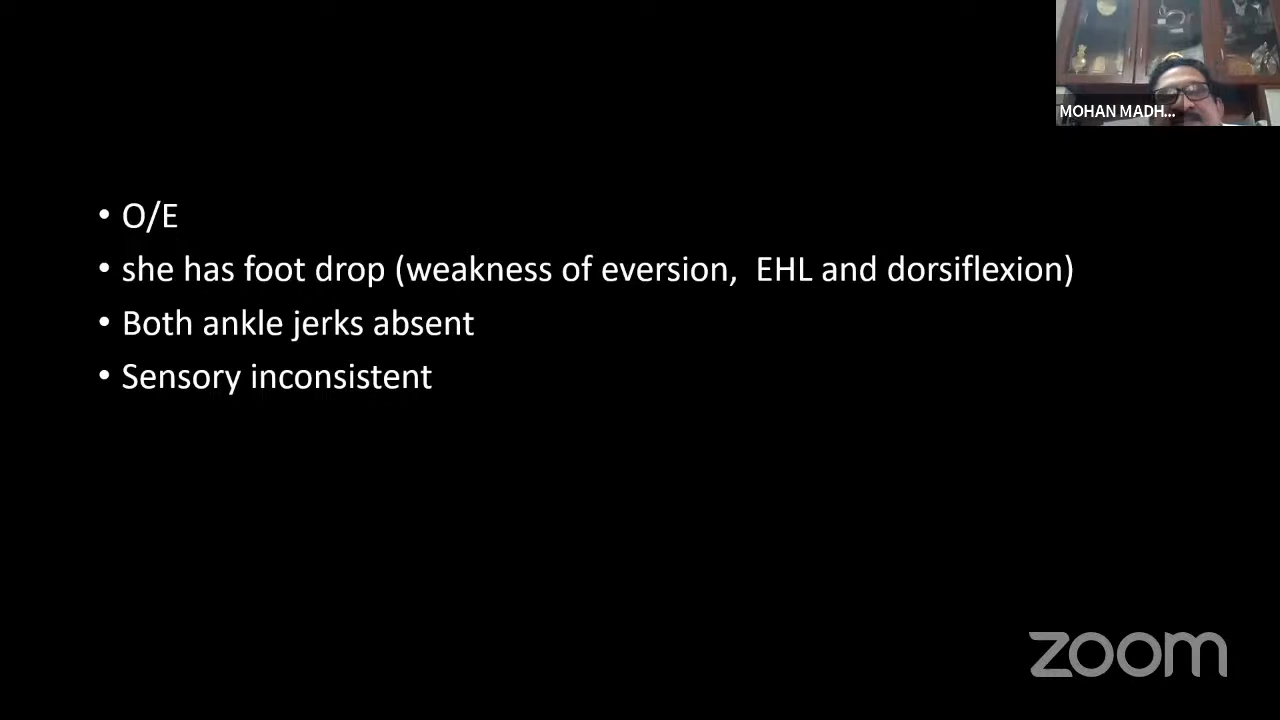 MOHAN MADH...
• O/E
• she has foot drop (weakness of eversion,  EHL and dorsiflexion)
• Both ankle jerks absent
• Sensory inconsistent
zoom